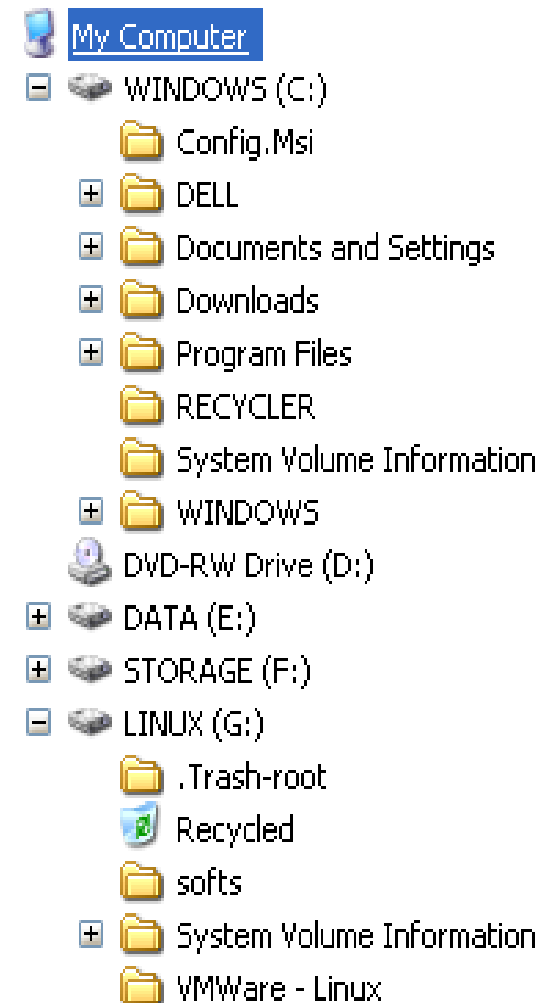 My Computer
WINDOWS (C:)
Config.Msi
DELL
Documents and Settings
Downloads
Program Files
RECYCLER
System Volume Information
WINDOWS
DVD-RW Drive (D:)
DATA (E:)
STORAGE (F:)
LINUX (G:)
.Trash-root
Recycled
softs
System Volume Information
VMWare - Linux